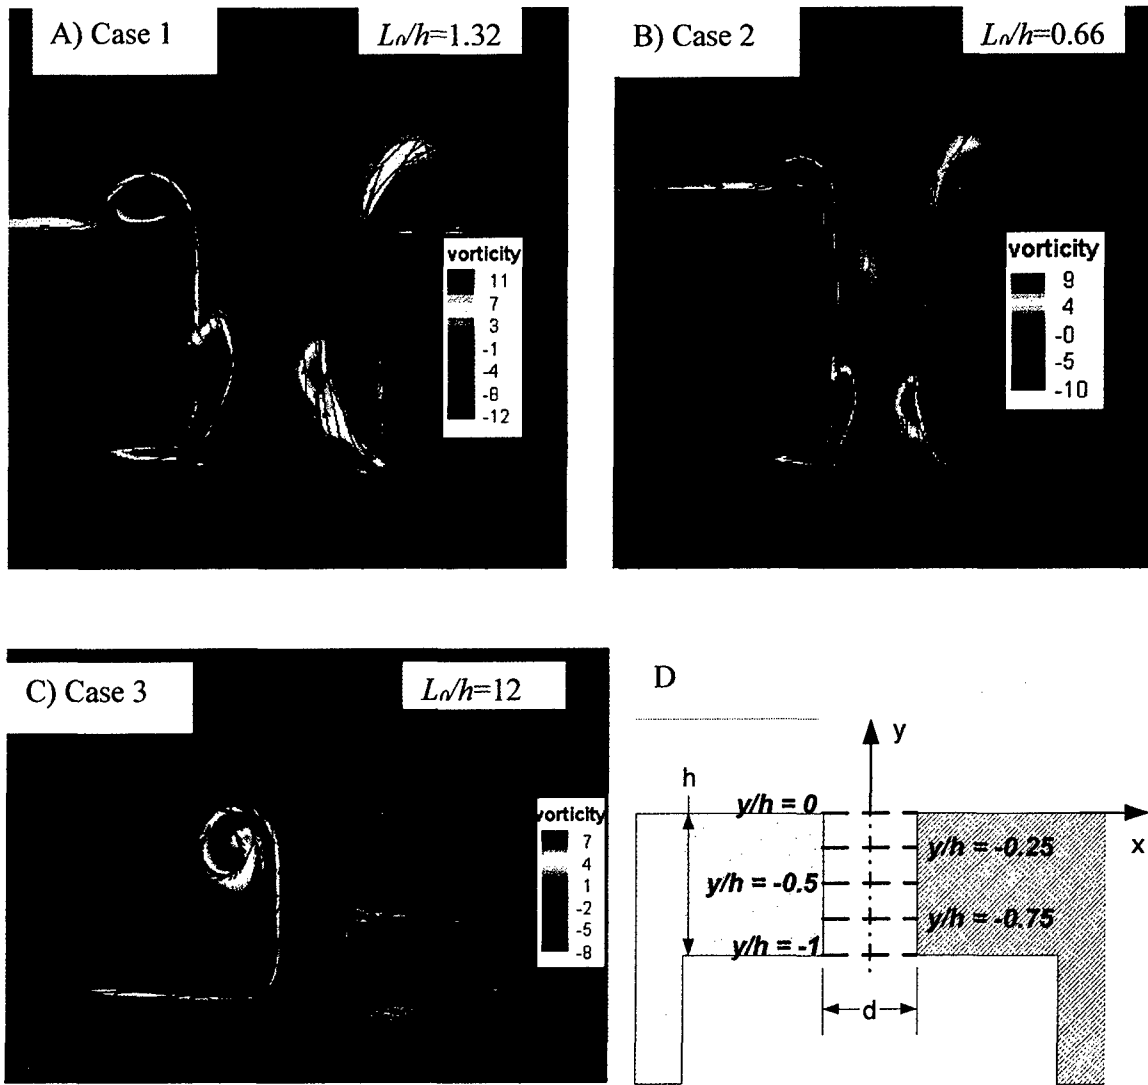 A) Case 1
L₀/h=1.32
vorticity
11
7
3
-1
-4
-8
-12
B) Case 2
L₀/h=0.66
vorticity
9
4
-0
-5
-10
C) Case 3
L₀/h=12
vorticity
7
4
1
-2
-5
-8
D
y
h
y/h = 0
x
y/h = -0.25
y/h = -0.5
y/h = -0.75
y/h = -1
d